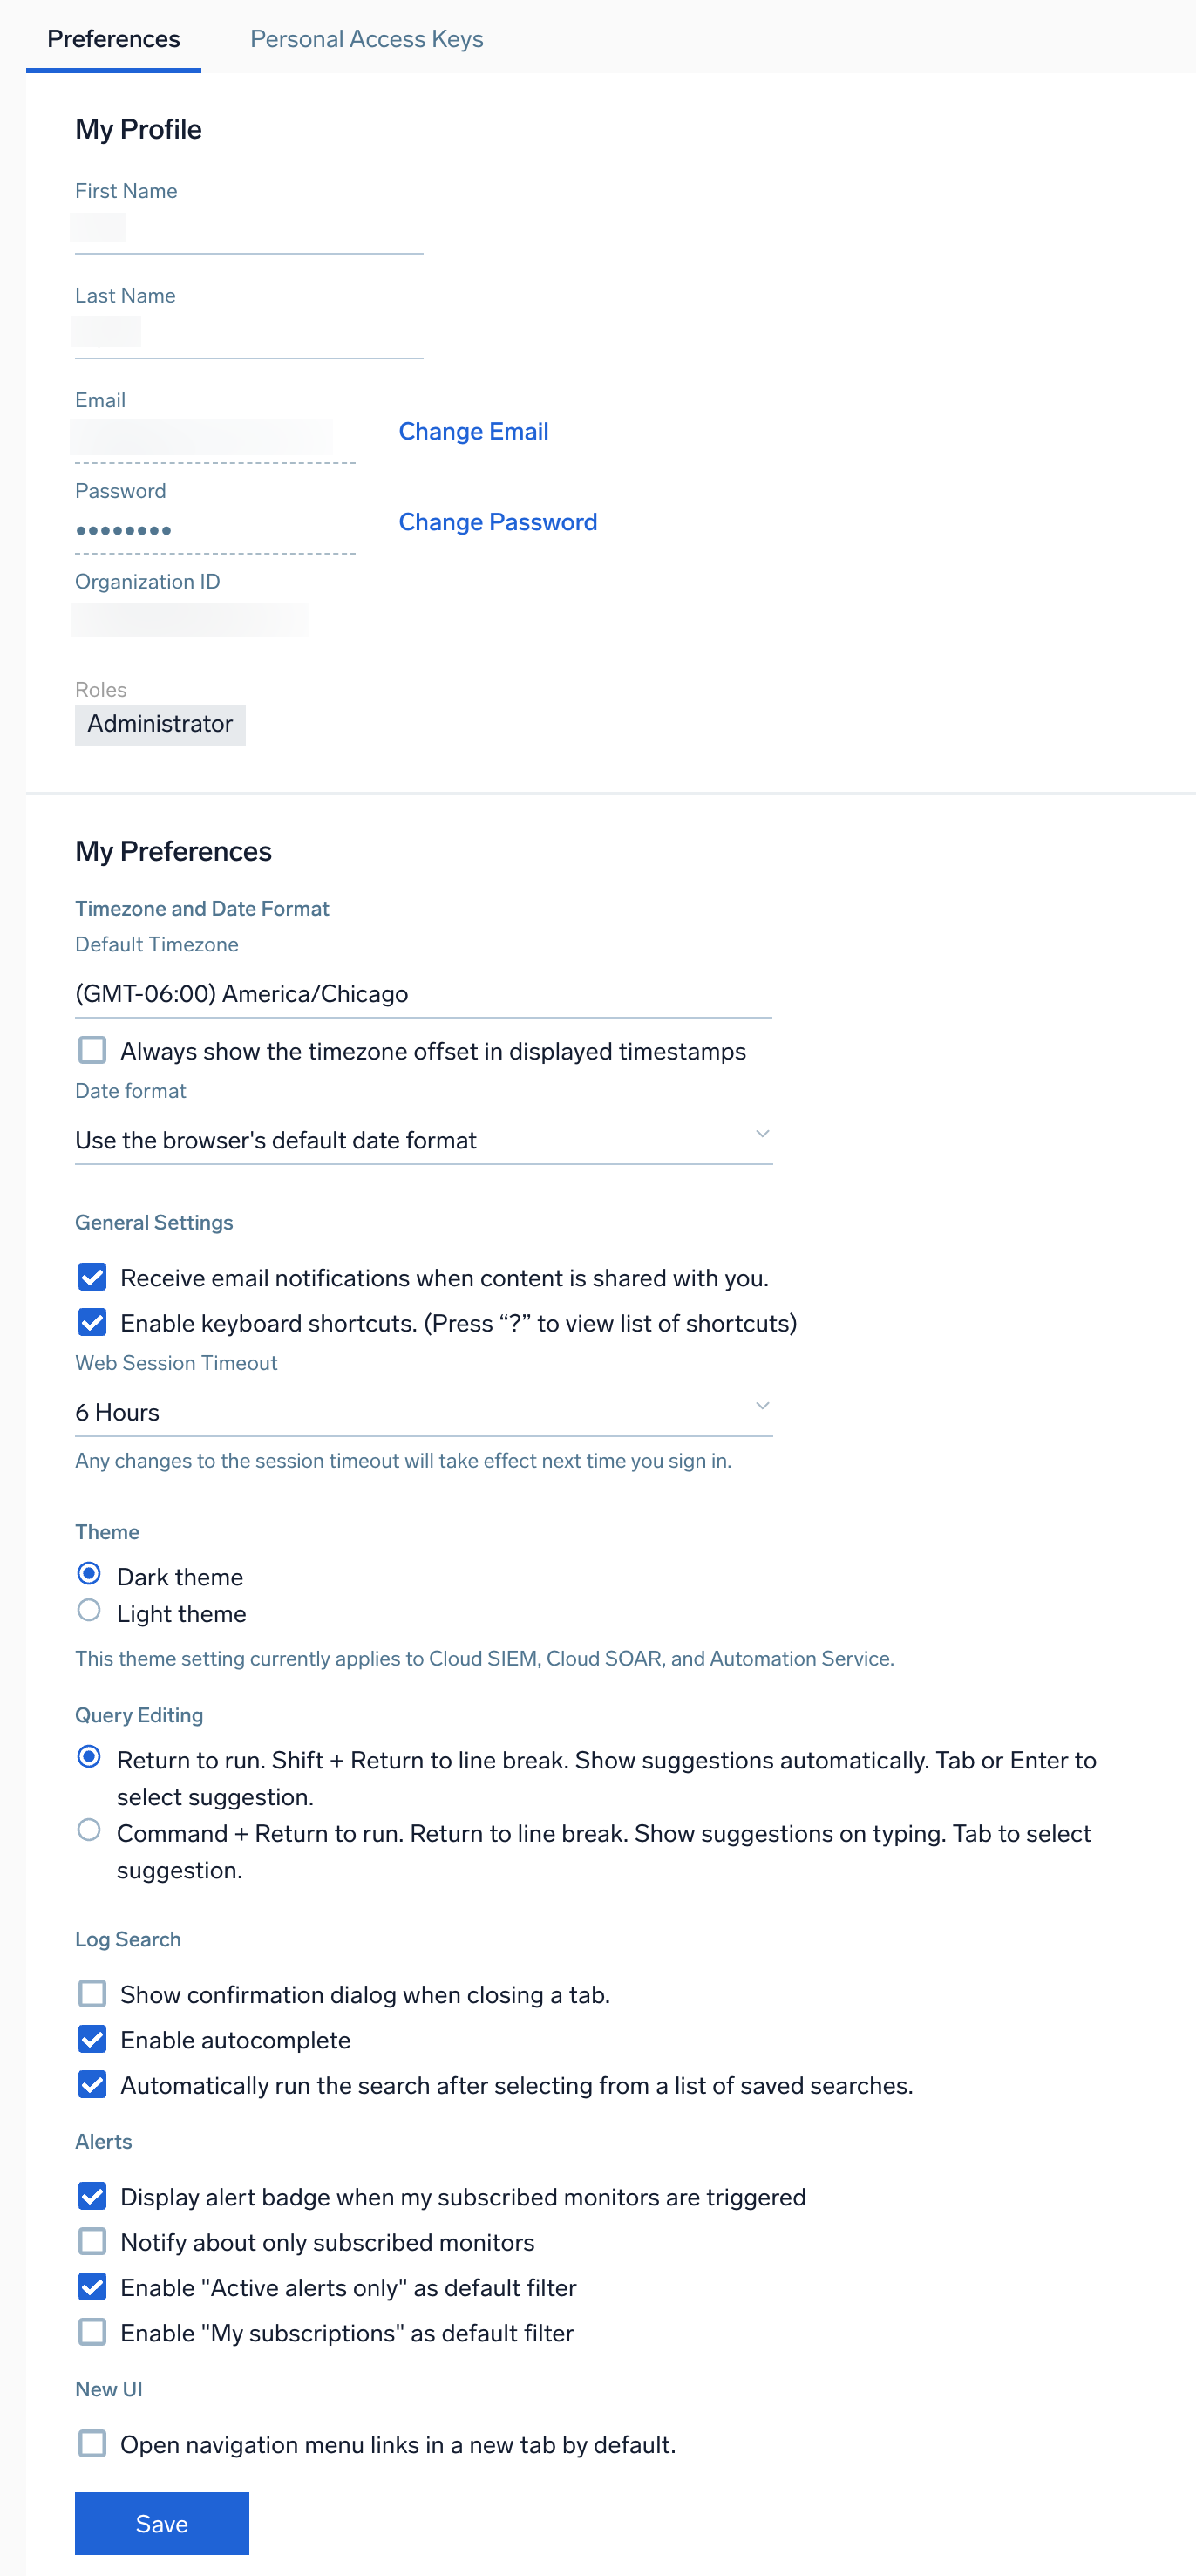 Preferences
Personal Access Keys
My Profile
First Name
Last Name
Email
Change Email
Password
••••••••
Change Password
Organization ID
Roles
Administrator
My Preferences
Timezone and Date Format
Default Timezone
(GMT-06:00) America/Chicago
Always show the timezone offset in displayed timestamps
Date format
Use the browser's default date format
General Settings
Receive email notifications when content is shared with you.
Enable keyboard shortcuts. (Press “?” to view list of shortcuts)
Web Session Timeout
6 Hours
Any changes to the session timeout will take effect next time you sign in.
Theme
Dark theme
Light theme
This theme setting currently applies to Cloud SIEM, Cloud SOAR, and Automation Service.
Query Editing
Return to run. Shift + Return to line break. Show suggestions automatically. Tab or Enter to
select suggestion.
Command + Return to run. Return to line break. Show suggestions on typing. Tab to select
suggestion.
Log Search
Show confirmation dialog when closing a tab.
Enable autocomplete
Automatically run the search after selecting from a list of saved searches.
Alerts
Display alert badge when my subscribed monitors are triggered
Notify about only subscribed monitors
Enable "Active alerts only" as default filter
Enable "My subscriptions" as default filter
New UI
Open navigation menu links in a new tab by default.
Save